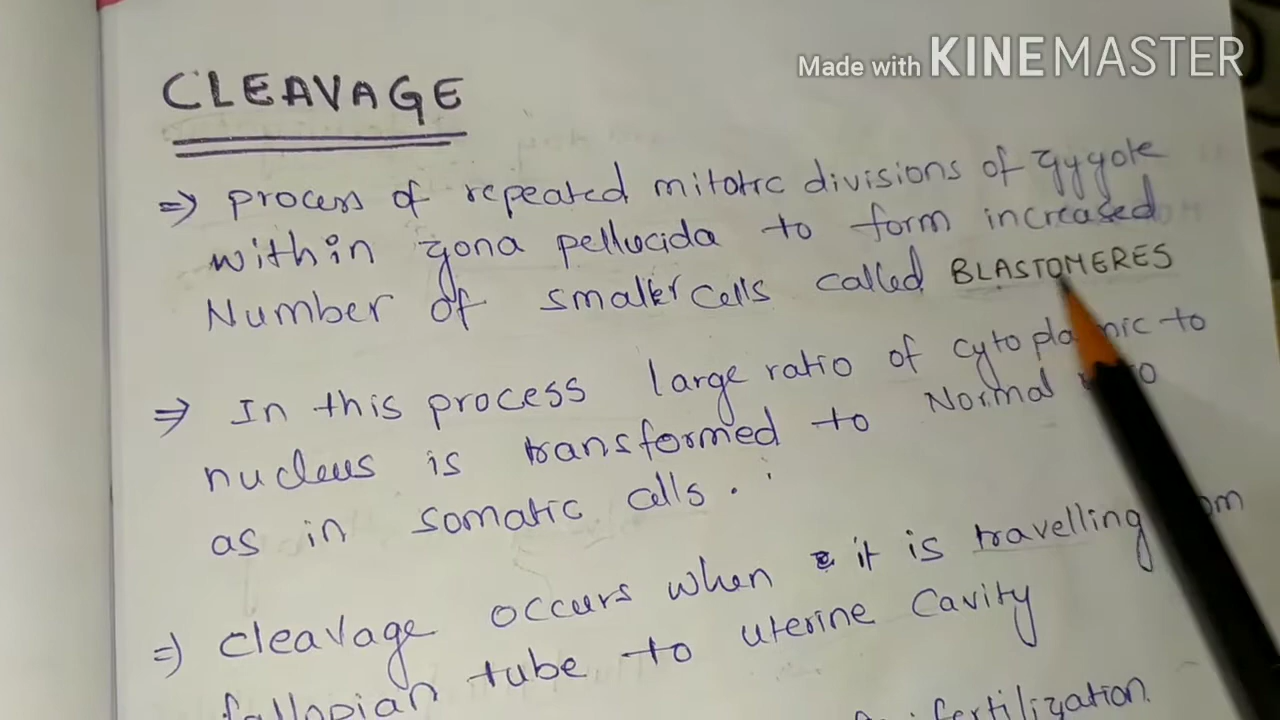 Made with KINEMASTER
CLEAVAGE
⇒ process of repeated mitotic divisions of zygote
within zona pellucida to form increased
Number of smaller cells called BLASTOMERES
⇒ In this process large ratio of cytoplasmic to
nucleus is transformed to Normal
as in somatic cells.
⇒ cleavage occurs when it is travelling
fallopian tube to uterine cavity
fertilization.